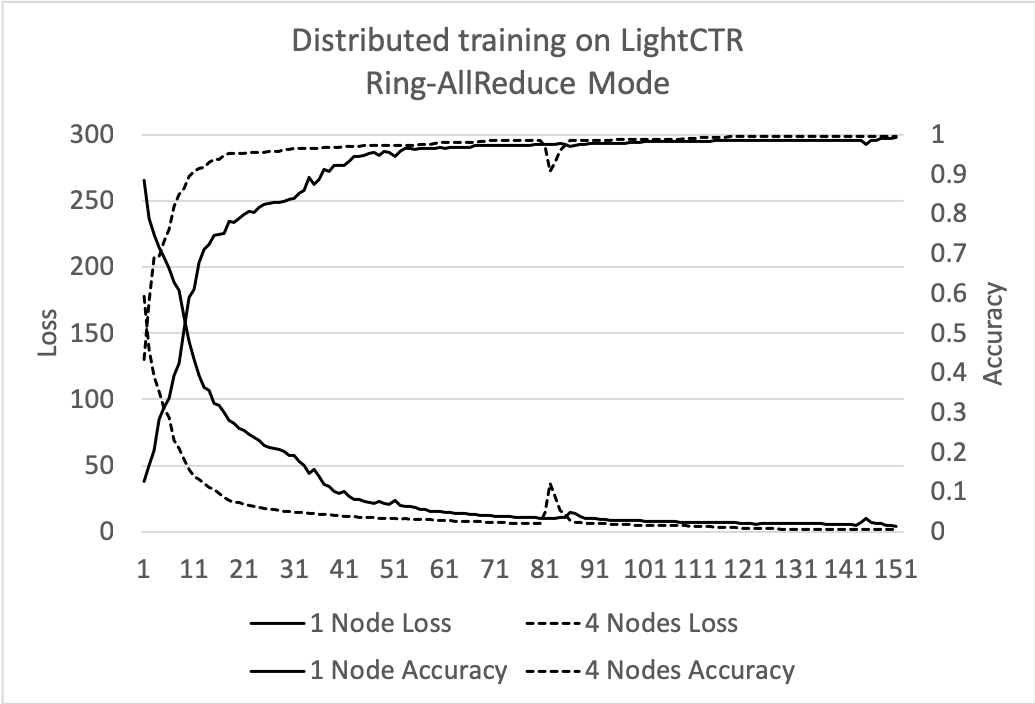 Distributed training on LightCTR
Ring-AllReduce Mode
Loss
300
250
200
150
100
50
0
1
0.9
0.8
0.7
0.6
0.5
0.4
0.3
0.2
0.1
0
Accuracy
1 11 21 31 41 51 61 71 81 91 101 111 121 131 141 151
1 Node Loss 4 Nodes Loss
1 Node Accuracy 4 Nodes Accuracy